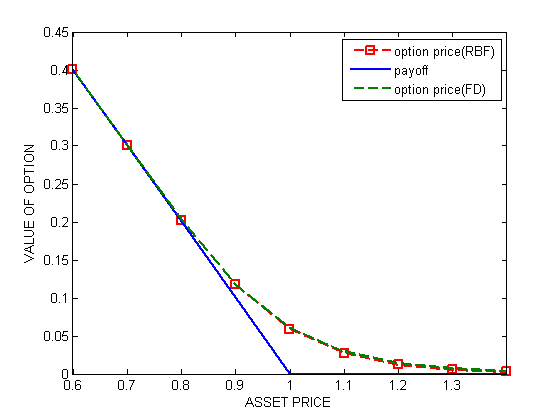 0.45
0.4
0.35
0.3
0.25
0.2
0.15
0.1
0.05
0
0.6 0.7 0.8 0.9 1 1.1 1.2 1.3
ASSET PRICE
VALUE OF OPTION
option price(RBF)
payoff
option price(FD)